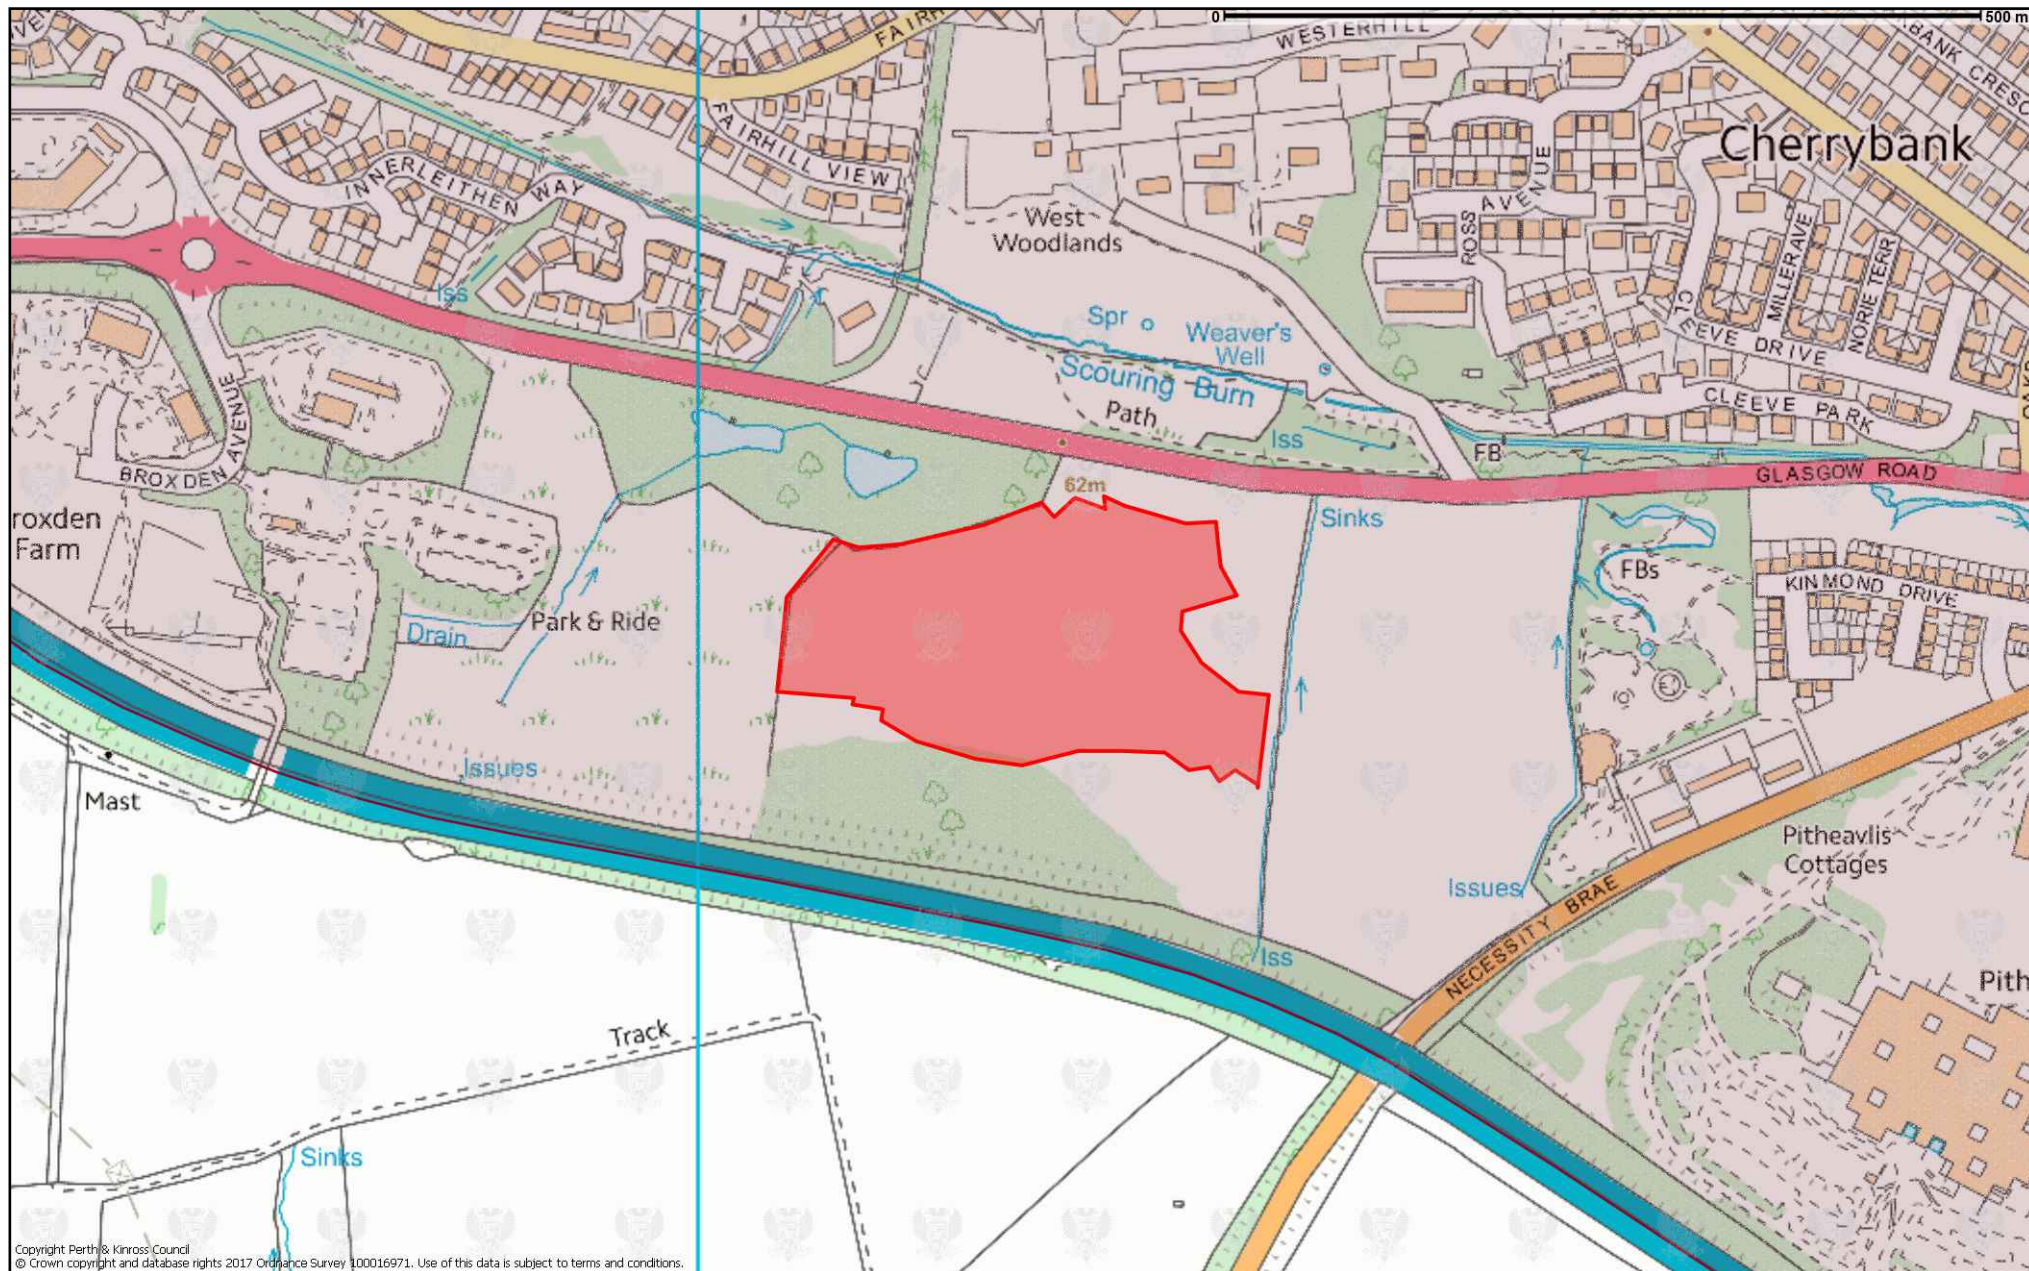 0
500 m
FAIRH
WESTERHILL
FAIRHILL VIEW
INNERLEITHEN WAY
Cherrybank
ROSS
AVENUE
MILLER AVE
NORIE TERR
CLEEVE DRIVE
CLEEVE PARK
West
Woodlands
Iss
Spr
Weaver's
Well
Scouring Burn
Path
Iss
FB
GLASGOW ROAD
BROXDEN AVENUE
62m
Sinks
roxden
Farm
FBs
KINMOND DRIVE
Park & Ride
Drain
Issues
Mast
Pitheavlis
Cottages
Issues
NECESSITY BRAE
Iss
Pith
Track
Sinks
Copyright Perth & Kinross Council
© Crown copyright and database rights 2017 Ordnance Survey 100016971. Use of this data is subject to terms and conditions.